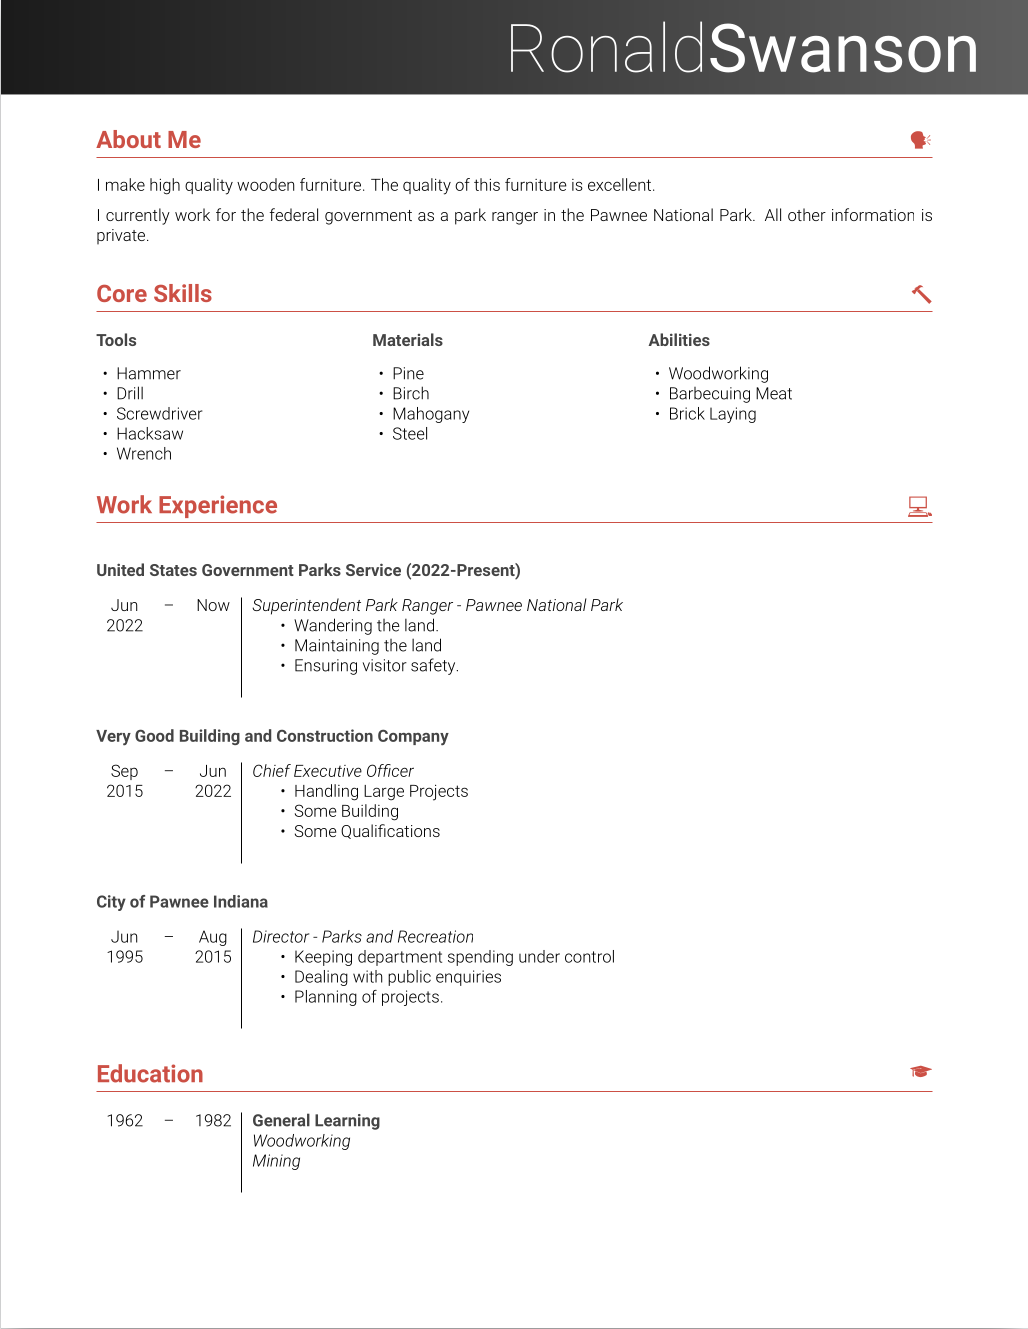 RonaldSwanson
About Me
I make high quality wooden furniture. The quality of this furniture is excellent.
I currently work for the federal government as a park ranger in the Pawnee National Park. All other information is
private.
Core Skills
Tools
• Hammer
• Drill
• Screwdriver
• Hacksaw
• Wrench
Materials
• Pine
• Birch
• Mahogany
• Steel
Abilities
• Woodworking
• Barbecuing Meat
• Brick Laying
Work Experience
United States Government Parks Service (2022-Present)
Jun – Now
2022
Superintendent Park Ranger - Pawnee National Park
• Wandering the land.
• Maintaining the land
• Ensuring visitor safety.
Very Good Building and Construction Company
Sep – Jun
2015 2022
Chief Executive Officer
• Handling Large Projects
• Some Building
• Some Qualifications
City of Pawnee Indiana
Jun – Aug
1995 2015
Director - Parks and Recreation
• Keeping department spending under control
• Dealing with public enquiries
• Planning of projects.
Education
1962 – 1982
General Learning
Woodworking
Mining